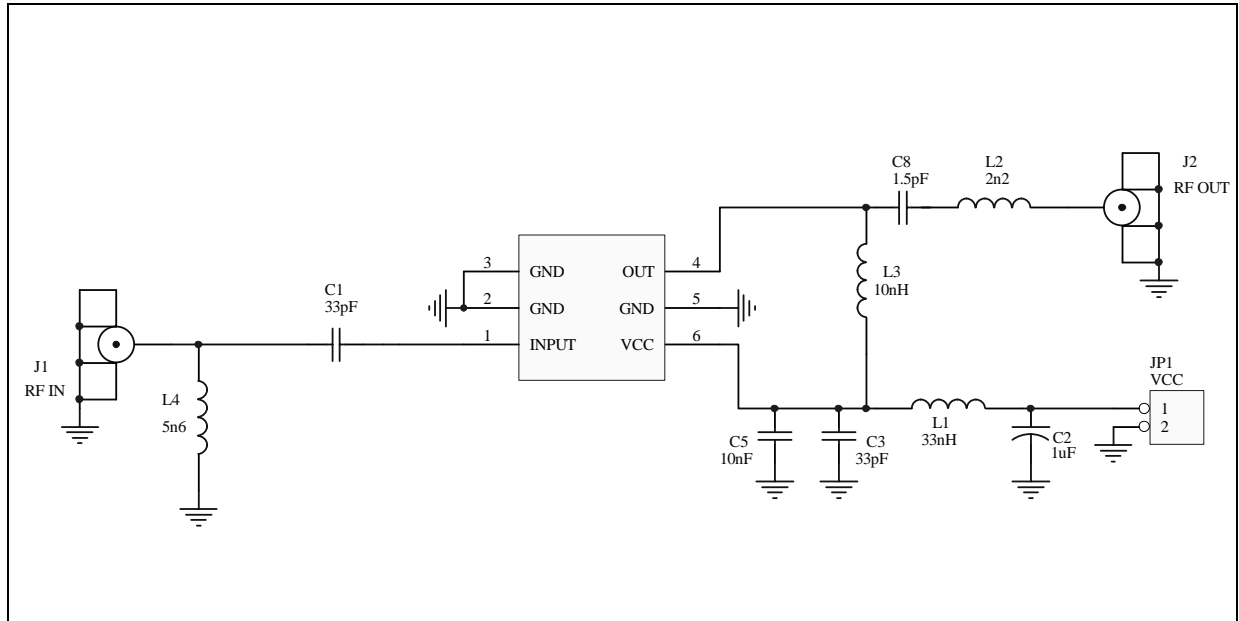 C8
1.5pF
L2
2n2
J2
RF OUT
3
GND
OUT
4
L3
10nH
C1
33pF
2
GND
GND
5
1
INPUT
VCC
6
J1
RF IN
L4
5n6
JP1
VCC
1
2
C5
10nF
C3
33pF
L1
33nH
C2
1uF